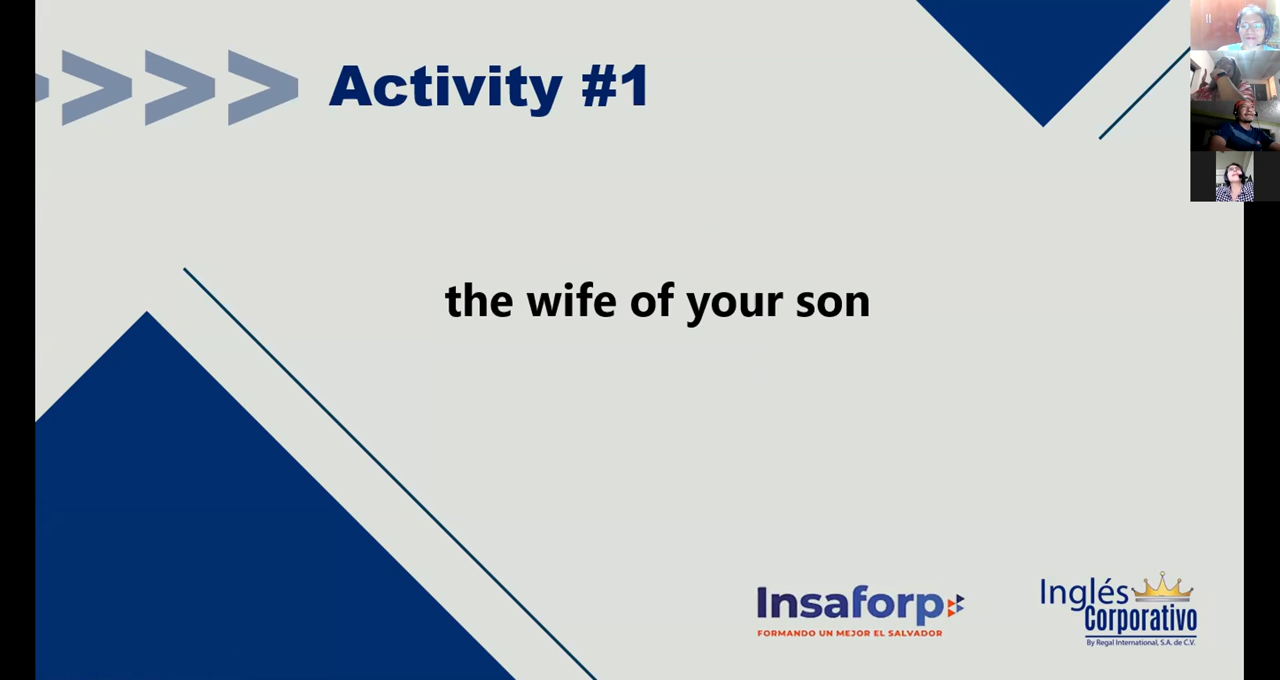 Activity #1
the wife of your son
Insaforp
FORMANDO UN MEJOR EL SALVADOR
Inglés
Corporativo
By Regal International, S.A. de C.V.